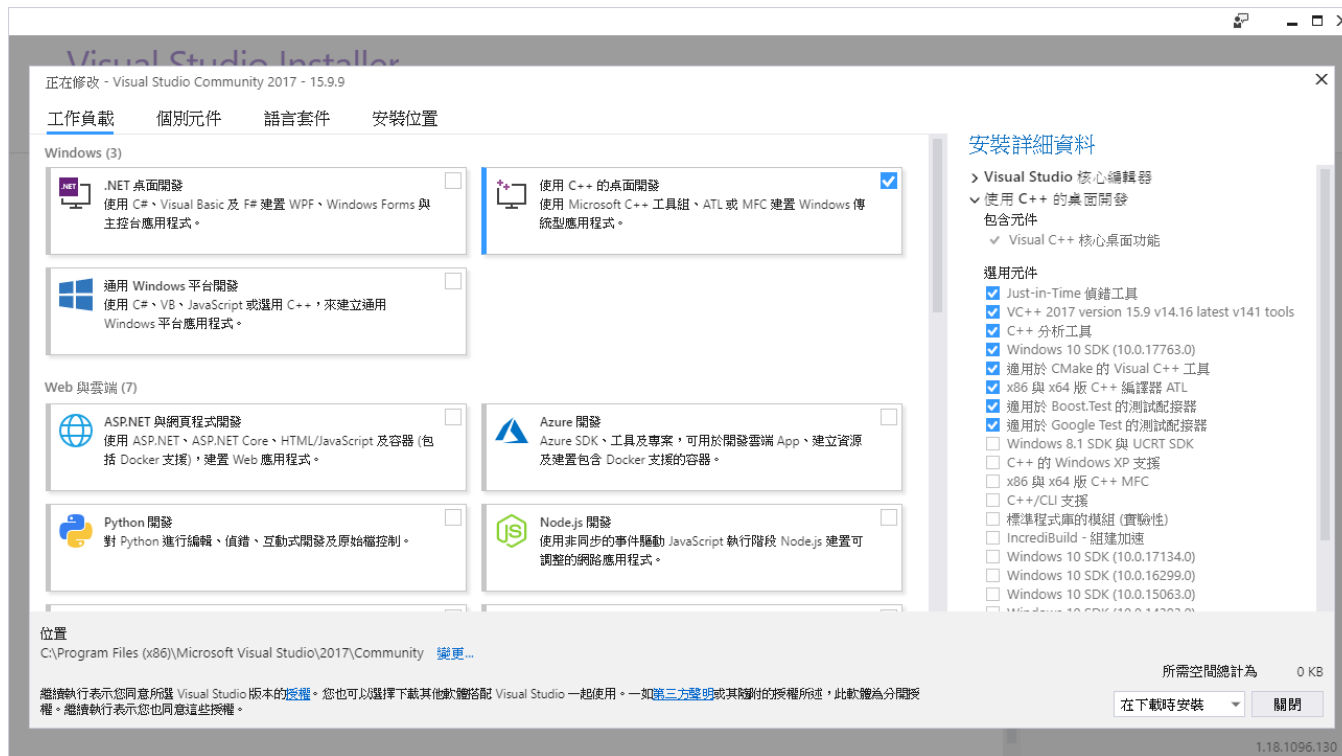 Visual Studio Installer
正在修改 - Visual Studio Community 2017 - 15.9.9
工作負載 個別元件 語言套件 安裝位置
Windows (3)
.NET 桌面開發
使用 C#、Visual Basic 及 F# 建置 WPF、Windows Forms 與
主控台應用程式。
使用 C++ 的桌面開發
使用 Microsoft C++ 工具組、ATL 或 MFC 建置 Windows 傳
統型應用程式。
通用 Windows 平台開發
使用 C#、VB、JavaScript 或選用 C++，來建立通用
Windows 平台應用程式。
Web 與雲端 (7)
ASP.NET 與網頁程式開發
使用 ASP.NET、ASP.NET Core、HTML/JavaScript 及容器 (包
括 Docker 支援)，建置 Web 應用程式。
Azure 開發
Azure SDK、工具及專案，可用於開發雲端 App、建立資源
及建置包含 Docker 支援的容器。
Python 開發
對 Python 進行編輯、偵錯、互動式開發及原始檔控制。
Node.js 開發
使用非同步的事件驅動 JavaScript 執行階段 Node.js 建置可
調整的網路應用程式。
安裝詳細資料
Visual Studio 核心編輯器
使用 C++ 的桌面開發
包含元件
Visual C++ 核心桌面功能
選用元件
Just-in-Time 偵錯工具
VC++ 2017 version 15.9 v14.16 latest v141 tools
C++ 分析工具
Windows 10 SDK (10.0.17763.0)
適用於 CMake 的 Visual C++ 工具
x86 與 x64 版 C++ 編譯器 ATL
適用於 Boost.Test 的測試配接器
適用於 Google Test 的測試配接器
Windows 8.1 SDK 與 UCRT SDK
C++ 的 Windows XP 支援
x86 與 x64 版 C++ MFC
C++/CLI 支援
標準程式庫的模組 (實驗性)
IncrediBuild - 組建加速
Windows 10 SDK (10.0.17134.0)
Windows 10 SDK (10.0.16299.0)
Windows 10 SDK (10.0.15063.0)
Windows 10 SDK (10.0.14393.0)
位置
C:\Program Files (x86)\Microsoft Visual Studio\2017\Community 變更...
繼續執行表示您同意所選 Visual Studio 版本的授權。您也可以選擇下載其他軟體搭配 Visual Studio 一起使用。一如第三方聲明或其隨附的授權所述，此軟體為分開授
權。繼續執行表示您也同意這些授權。
所需空間總計為 0 KB
在下載時安裝 關閉
1.18.1096.130